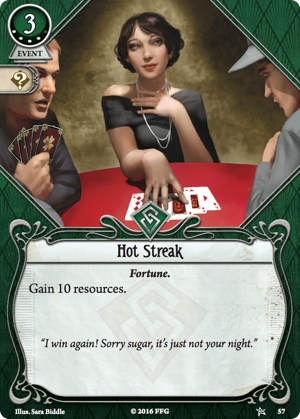 3
EVENT
?
Hot Streak
Fortune.
Gain 10 resources.
“I win again! Sorry sugar, it's just not your night.”
Illus. Sara Biddle
© 2016 FFG
57